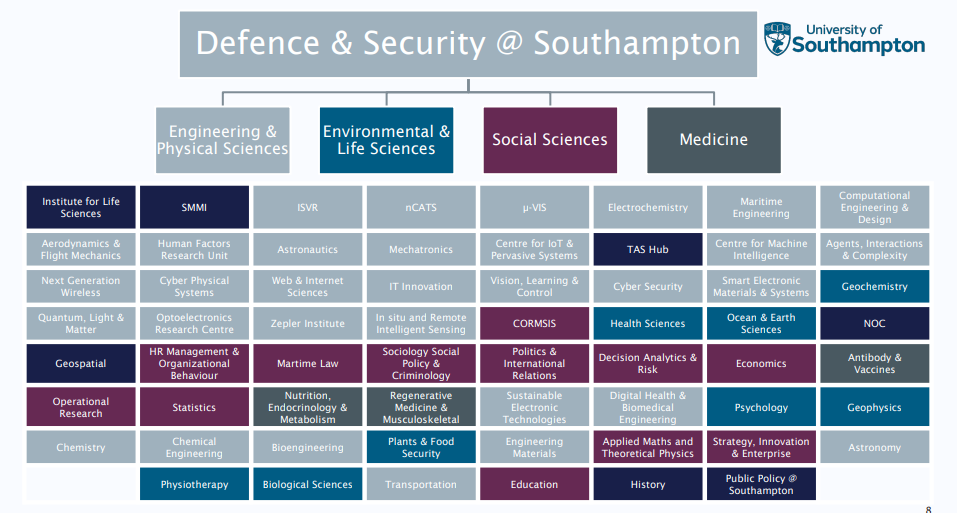 Defence & Security @ Southampton
University of
Southampton
Engineering &
Physical Sciences
Environmental &
Life Sciences
Social Sciences
Medicine
Institute for Life
Sciences
SMMI
ISVR
nCATS
μ-VIS
Electrochemistry
Maritime
Engineering
Computational
Engineering &
Design
Aerodynamics &
Flight Mechanics
Human Factors
Research Unit
Astronautics
Mechatronics
Centre for IoT &
Pervasive Systems
TAS Hub
Centre for Machine
Intelligence
Agents, Interactions
& Complexity
Next Generation
Wireless
Cyber Physical
Systems
Web & Internet
Sciences
IT Innovation
Vision, Learning &
Control
Cyber Security
Smart Electronic
Materials & Systems
Geochemistry
Quantum, Light &
Matter
Optoelectronics
Research Centre
Zepler Institute
In situ and Remote
Intelligent Sensing
CORMSIS
Health Sciences
Ocean & Earth
Sciences
NOC
Geospatial
HR Management &
Organizational
Behaviour
Martime Law
Sociology Social
Policy &
Criminology
Politics &
International
Relations
Decision Analytics &
Risk
Economics
Antibody &
Vaccines
Operational
Research
Statistics
Nutrition,
Endocrinology &
Metabolism
Regenerative
Medicine &
Musculoskeletal
Sustainable
Electronic
Technologies
Digital Health &
Biomedical
Engineering
Psychology
Geophysics
Chemistry
Chemical
Engineering
Bioengineering
Plants & Food
Security
Engineering
Materials
Applied Maths and
Theoretical Physics
Strategy, Innovation
& Enterprise
Astronomy
Physiotherapy
Biological Sciences
Transportation
Education
History
Public Policy @
Southampton
8